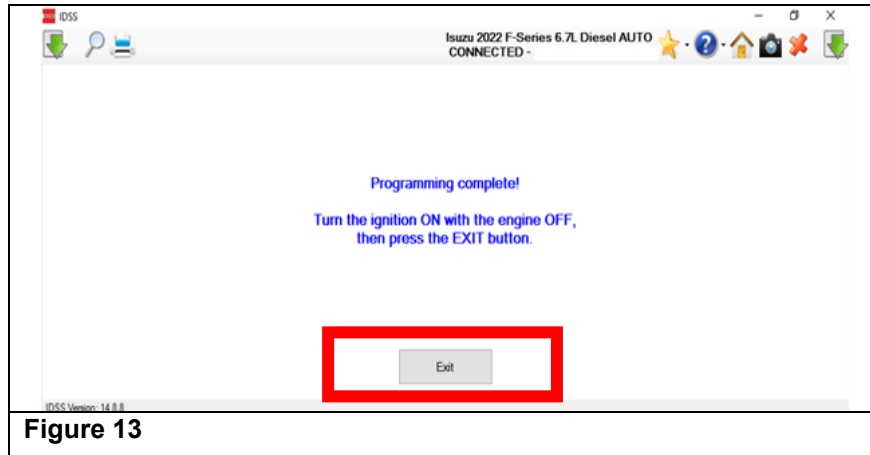 IDSS
Isuzu 2022 F-Series 6.7L Diesel AUTO
CONNECTED -
Programming complete!
Turn the ignition ON with the engine OFF,
then press the EXIT button.
Exit
IDSS Version: 14.8.8
Figure 13